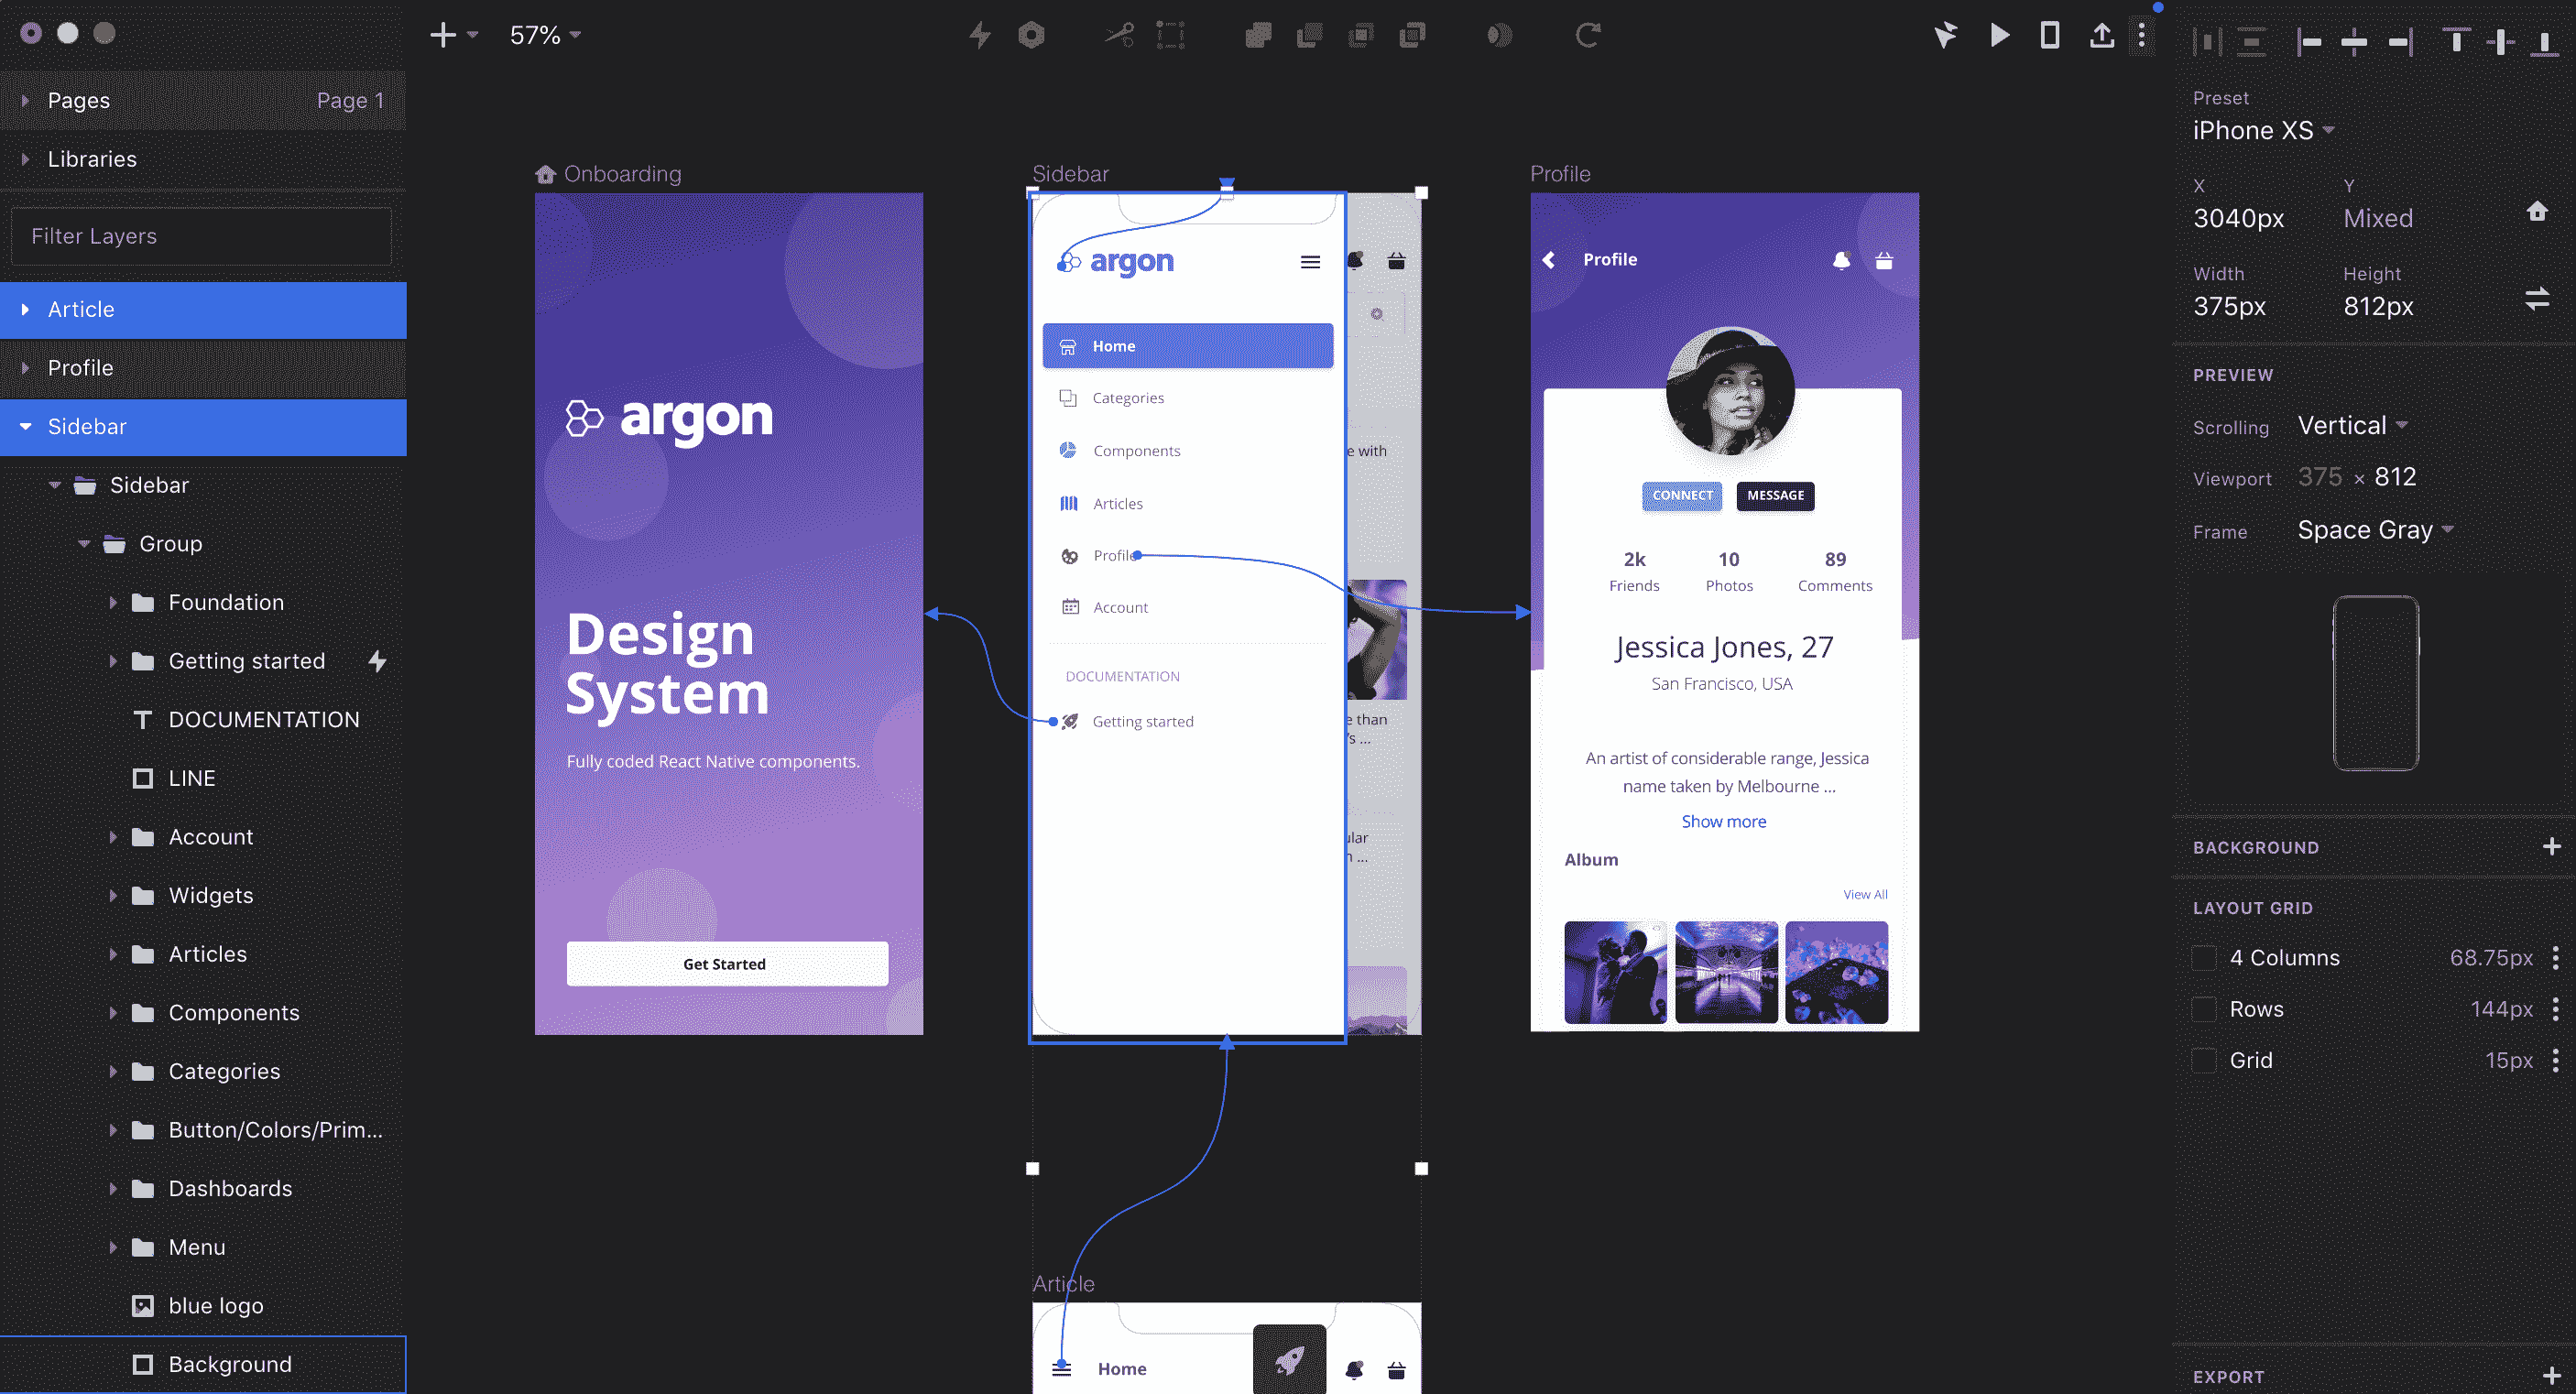 57%
Pages
Page 1
Libraries
Filter Layers
Article
Profile
Sidebar
Sidebar
Group
Foundation
Getting started
DOCUMENTATION
LINE
Account
Widgets
Articles
Components
Categories
Button/Colors/Prim...
Dashboards
Menu
blue logo
Background
Onboarding
argon
Design
System
Fully coded React Native components.
Get Started
Sidebar
argon
Home
Categories
Components
Articles
Profile
Account
DOCUMENTATION
Getting started
e with
e than
's ...
ular
n ...
Article
Home
Profile
Profile
CONNECT
MESSAGE
2k
10
89
Friends
Photos
Comments
Jessica Jones, 27
San Francisco, USA
An artist of considerable range, Jessica
name taken by Melbourne ...
Show more
Album
View All
Preset
iPhone XS
X
Y
3040px
Mixed
Width
Height
375px
812px
PREVIEW
Scrolling
Vertical
Viewport
375 × 812
Frame
Space Gray
BACKGROUND
LAYOUT GRID
4 Columns
68.75px
Rows
144px
Grid
15px
EXPORT